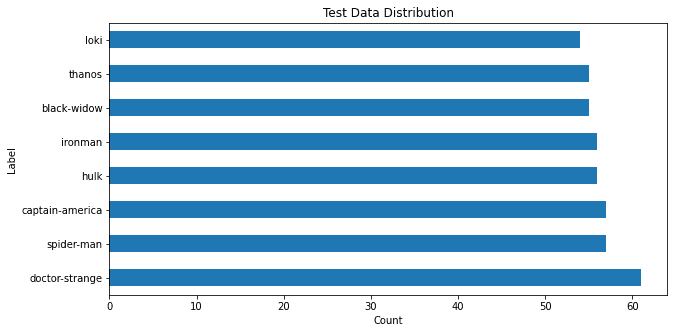 Test Data Distribution
loki
thanos
black-widow
ironman
hulk
captain-america
spider-man
doctor-strange
Label
0 10 20 30 40 50 60
Count